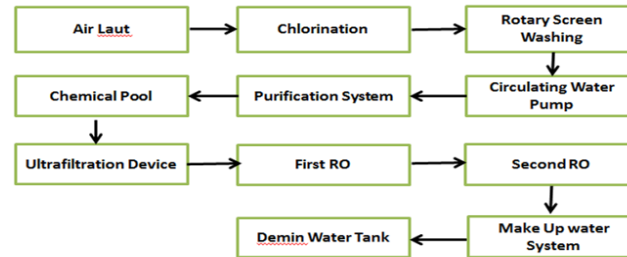 Air Laut
Chlorination
Rotary Screen
Washing
Chemical Pool
Purification System
Circulating Water
Pump
Ultrafiltration Device
First RO
Second RO
Demin Water Tank
Make Up water
System